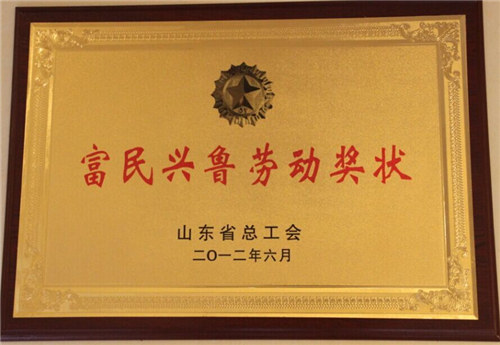 富民兴鲁劳动奖状
山东省总工会
二〇一二年六月